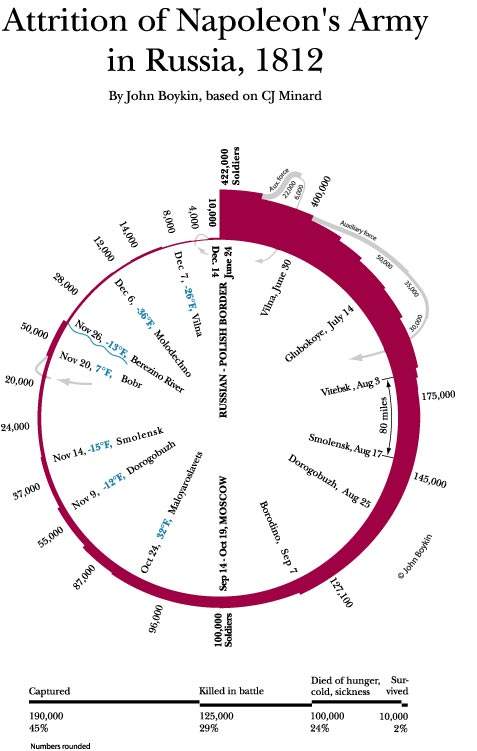 Attrition of Napoleon's Army
in Russia, 1812
By John Boykin, based on CJ Minard
422,000
Soldiers
Aux. force
22,000
6,000
400,000
Auxiliary force
50,000
35,000
30,000
175,000
145,000
127,100
100,000
Soldiers
96,000
87,000
55,000
37,000
24,000
20,000
50,000
28,000
12,000
14,000
8,000
4,000
10,000
RUSSIAN - POLISH BORDER
14 Dec.
June 24
Vilna, June 30
Glubokoye, July 14
Vitebsk, Aug 3
80 miles
Smolensk, Aug 17
Dorogobuzh, Aug 25
Borodino, Sep 7
Sep 14 - Oct 19, MOSCOW
Oct 24, 32°F, Maloyaroslavets
Nov 9, -12°F, Dorogobuzh
Nov 14, -15°F, Smolensk
Nov 20, 7°F, Bobr
Nov 26, -13°F, Berezino River
Dec 6, -36°F, Molodechno
Dec 7, -26°F, Vilna
© John Boykin
Captured
Killed in battle
Died of hunger,
cold, sickness
Sur-
vived
190,000
125,000
100,000
10,000
45%
29%
24%
2%
Numbers rounded